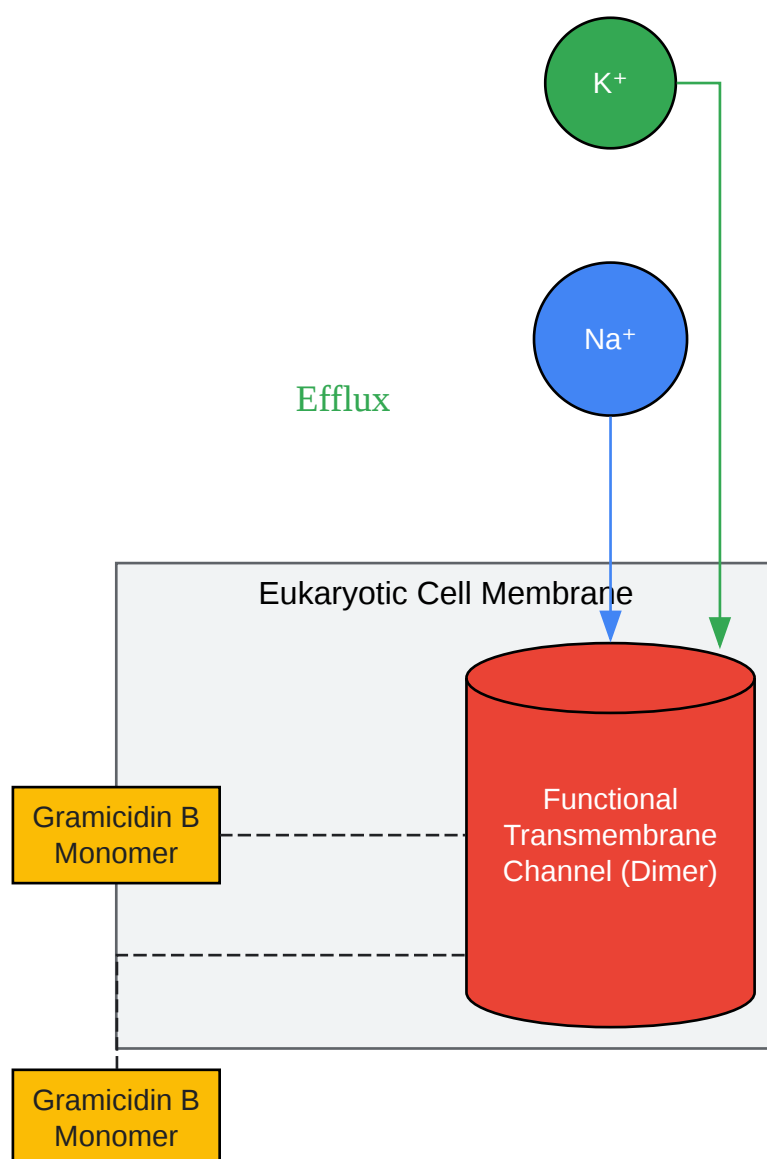 K⁺
Na⁺
Efflux
Eukaryotic Cell Membrane
Functional
Transmembrane
Channel (Dimer)
Gramicidin B
Monomer
Gramicidin B
Monomer